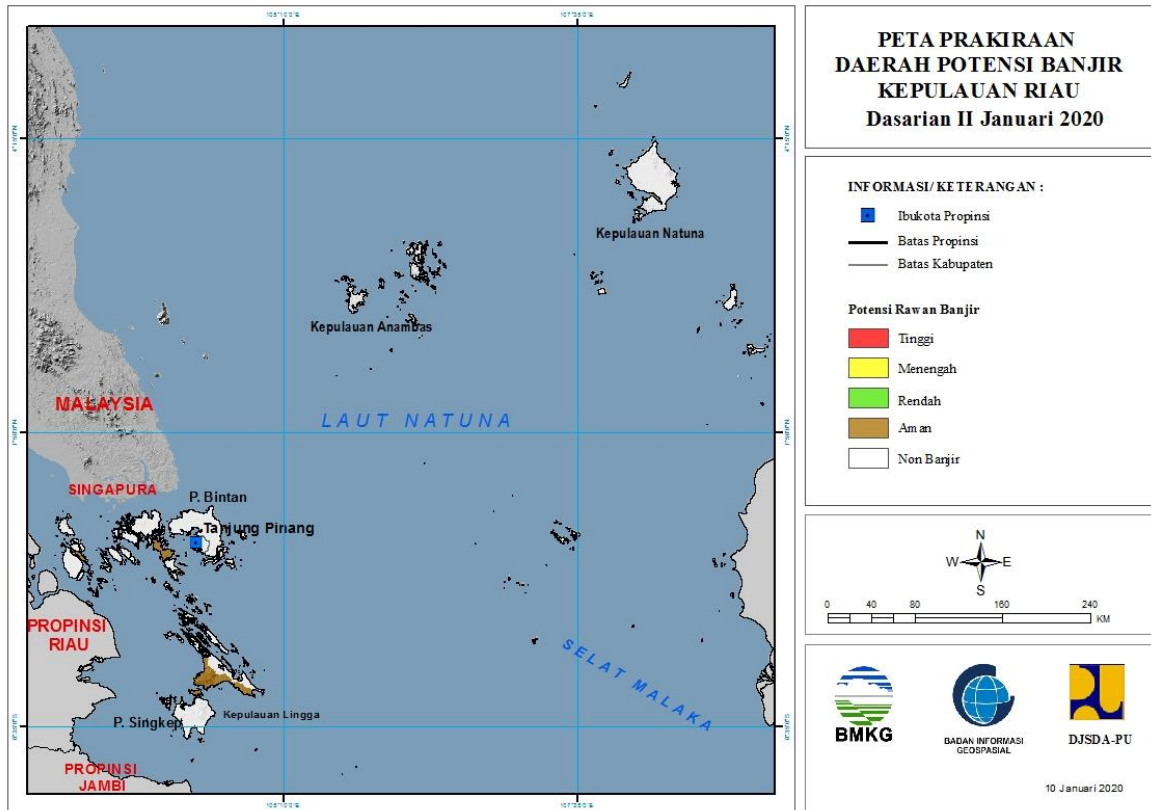 PETA PRAKIRAAN
DAERAH POTENSI BANJIR
KEPULAUAN RIAU
Dasarian II Januari 2020
INFORMASI/ KETERANGAN :
Ibukota Propinsi
Batas Propinsi
Batas Kabupaten
Potensi Rawan Banjir
Tinggi
Menengah
Rendah
Aman
Non Banjir
N
W E
S
0 40 80 160 240
KM
BMKG
BADAN INFORMASI
GEOSPASIAL
DJSDA-PU
10 Januari 2020
Kepulauan Natuna
Kepulauan Anambas
MALAYSIA
LAUT NATUNA
SINGAPURA
P. Bintan
Tanjung Pinang
PROPINSI
RIAU
SELAT MALAKA
P. Singkep
Kepulauan Lingga
PROPINSI
JAMBI